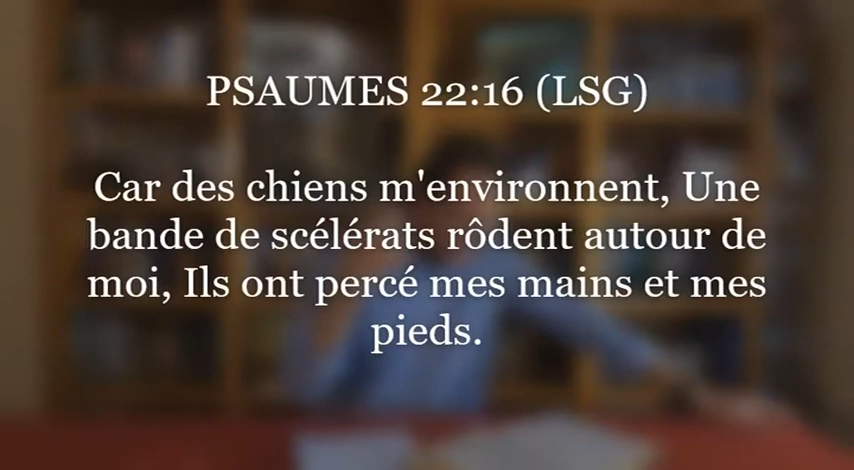 PSAUMES 22:16 (LSG)
Car des chiens m'environnent, Une
bande de scélérats rôdent autour de
moi, Ils ont percé mes mains et mes
pieds.